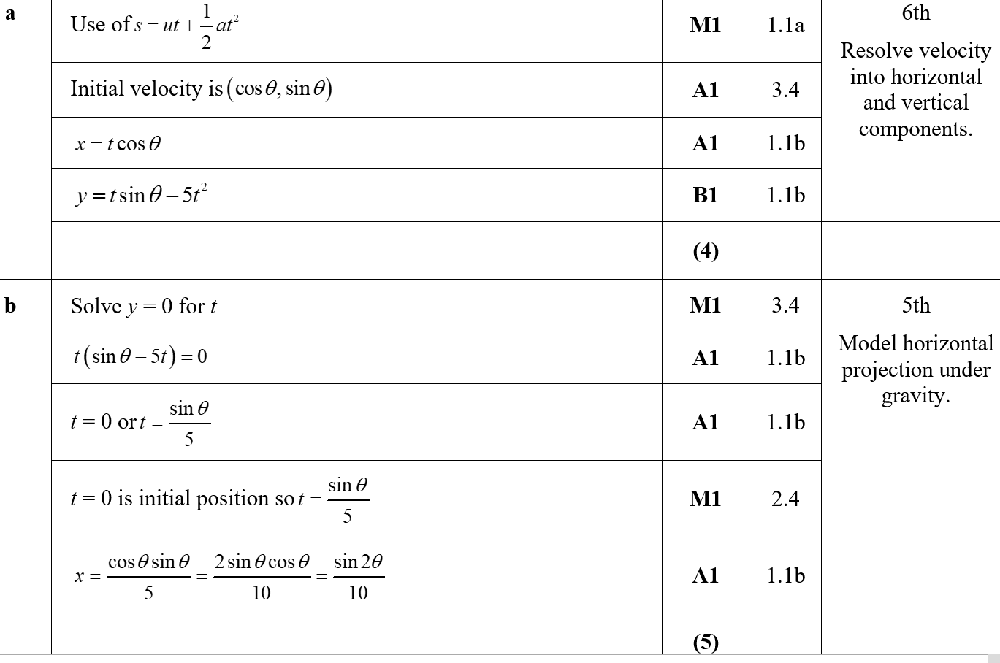 a
Use of s = ut + 1/2 at²
M1
1.1a
6th
Resolve velocity
into horizontal
and vertical
components.
Initial velocity is (cos θ, sin θ)
A1
3.4
x = t cos θ
A1
1.1b
y = t sin θ – 5t²
B1
1.1b
(4)
b
Solve y = 0 for t
M1
3.4
5th
Model horizontal
projection under
gravity.
t(sin θ – 5t) = 0
A1
1.1b
t = 0 or t = sin θ / 5
A1
1.1b
t = 0 is initial position so t = sin θ / 5
M1
2.4
x = cos θ sin θ / 5 = 2 sin θ cos θ / 10 = sin 2θ / 10
A1
1.1b
(5)